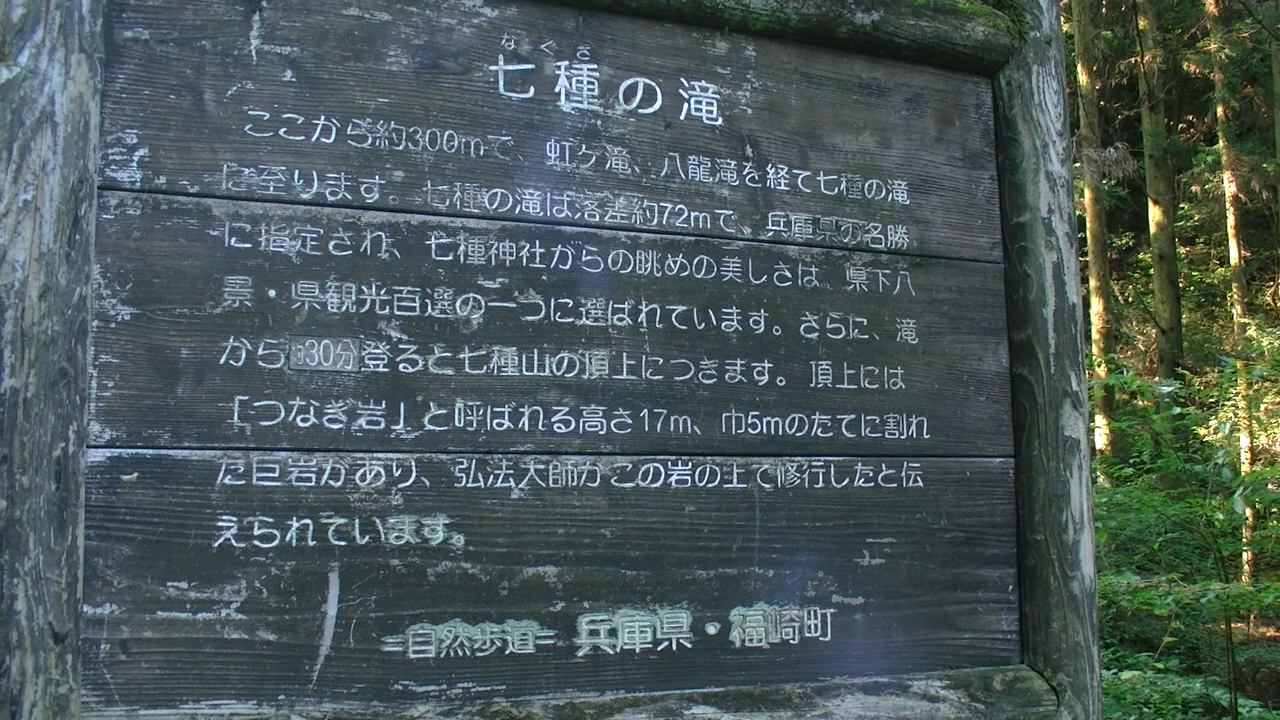 なぐさ
七種の滝
ここから約300mで、虹ケ滝、八龍滝を経て七種の滝
に至ります。七種の滝は落差約72mで、兵庫県の名勝
に指定され、七種神社からの眺めの美しさは、県下八
景・県観光百選の一つに選ばれています。さらに、滝
から約30分登ると七種山の頂上につきます。頂上には
「つなぎ岩」と呼ばれる高さ17m、巾5mのたてに割れ
た巨岩があり、弘法大師がこの岩の上で修行したと伝
えられています。
=自然歩道= 兵庫県・福崎町